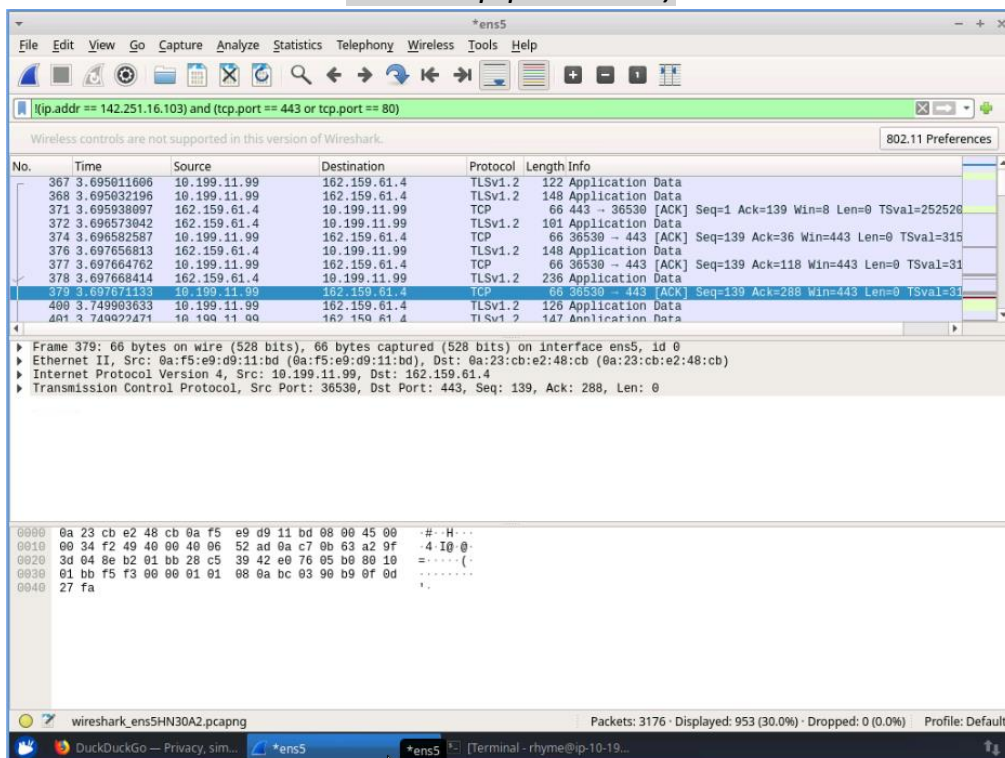 *ens5
File Edit View Go Capture Analyze Statistics Telephony Wireless Tools Help
!(ip.addr == 142.251.16.103) and (tcp.port == 443 or tcp.port == 80)
Wireless controls are not supported in this version of Wireshark.
802.11 Preferences
No. Time Source Destination Protocol Length Info
367 3.695011606 10.199.11.99 162.159.61.4 TLSv1.2 122 Application Data
368 3.695032196 10.199.11.99 162.159.61.4 TLSv1.2 148 Application Data
371 3.695938097 162.159.61.4 10.199.11.99 TCP 66 443 → 36530 [ACK] Seq=1 Ack=139 Win=8 Len=0 TSval=252520
372 3.696573042 162.159.61.4 10.199.11.99 TLSv1.2 101 Application Data
374 3.696582587 10.199.11.99 162.159.61.4 TCP 66 36530 → 443 [ACK] Seq=139 Ack=36 Win=443 Len=0 TSval=315
376 3.697656813 162.159.61.4 10.199.11.99 TLSv1.2 148 Application Data
377 3.697664762 10.199.11.99 162.159.61.4 TCP 66 36530 → 443 [ACK] Seq=139 Ack=118 Win=443 Len=0 TSval=31
378 3.697668414 162.159.61.4 10.199.11.99 TLSv1.2 236 Application Data
379 3.697671133 10.199.11.99 162.159.61.4 TCP 66 36530 → 443 [ACK] Seq=139 Ack=288 Win=443 Len=0 TSval=31
400 3.749903633 10.199.11.99 162.159.61.4 TLSv1.2 126 Application Data
401 3.749922471 10.199.11.99 162.159.61.4 TLSv1.2 147 Application Data
Frame 379: 66 bytes on wire (528 bits), 66 bytes captured (528 bits) on interface ens5, id 0
Ethernet II, Src: 0a:f5:e9:d9:11:bd (0a:f5:e9:d9:11:bd), Dst: 0a:23:cb:e2:48:cb (0a:23:cb:e2:48:cb)
Internet Protocol Version 4, Src: 10.199.11.99, Dst: 162.159.61.4
Transmission Control Protocol, Src Port: 36530, Dst Port: 443, Seq: 139, Ack: 288, Len: 0
0000 0a 23 cb e2 48 cb 0a f5 e9 d9 11 bd 08 00 45 00 ·#··H···
0010 00 34 f2 49 40 00 40 06 52 ad 0a c7 0b 63 a2 9f ·4·I@·@·
0020 3d 04 8e b2 01 bb 28 c5 39 42 e0 76 05 b0 80 10 =·····(·
0030 01 bb f5 f3 00 00 01 01 08 0a bc 03 90 b9 0f 0d ········
0040 27 fa '·
wireshark_ens5HN30A2.pcapng
Packets: 3176 · Displayed: 953 (30.0%) · Dropped: 0 (0.0%) Profile: Default
DuckDuckGo — Privacy, sim... *ens5 *ens5 [Terminal - rhyme@ip-10-19...